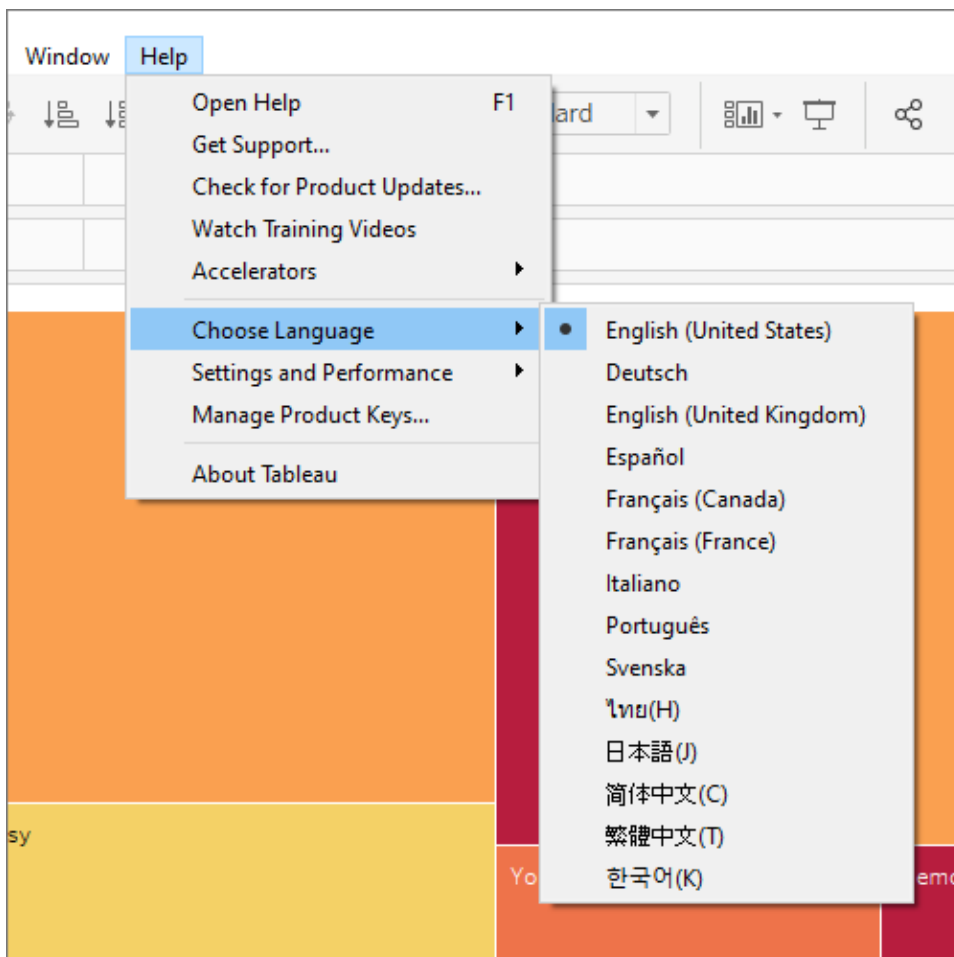 Window Help
Open Help F1
Get Support...
Check for Product Updates...
Watch Training Videos
Accelerators
Choose Language
Settings and Performance
Manage Product Keys...
About Tableau
English (United States)
Deutsch
English (United Kingdom)
Español
Français (Canada)
Français (France)
Italiano
Português
Svenska
ไทย(H)
日本語(J)
简体中文(C)
繁體中文(T)
한국어(K)